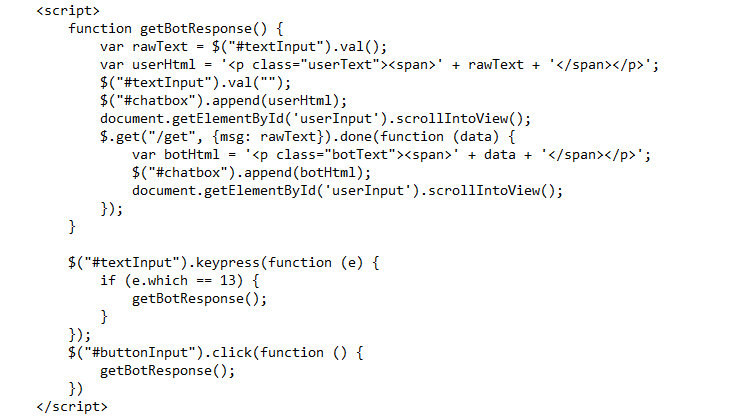 <script>
    function getBotResponse() {
        var rawText = $("#textInput").val();
        var userHtml = '<p class="userText"><span>' + rawText + '</span></p>';
        $("#textInput").val("");
        $("#chatbox").append(userHtml);
        document.getElementById('userInput').scrollIntoView();
        $.get("/get", {msg: rawText}).done(function (data) {
            var botHtml = '<p class="botText"><span>' + data + '</span></p>';
            $("#chatbox").append(botHtml);
            document.getElementById('userInput').scrollIntoView();
        });
    }

    $("#textInput").keypress(function (e) {
        if (e.which == 13) {
            getBotResponse();
        }
    });
    $("#buttonInput").click(function () {
        getBotResponse();
    })
</script>